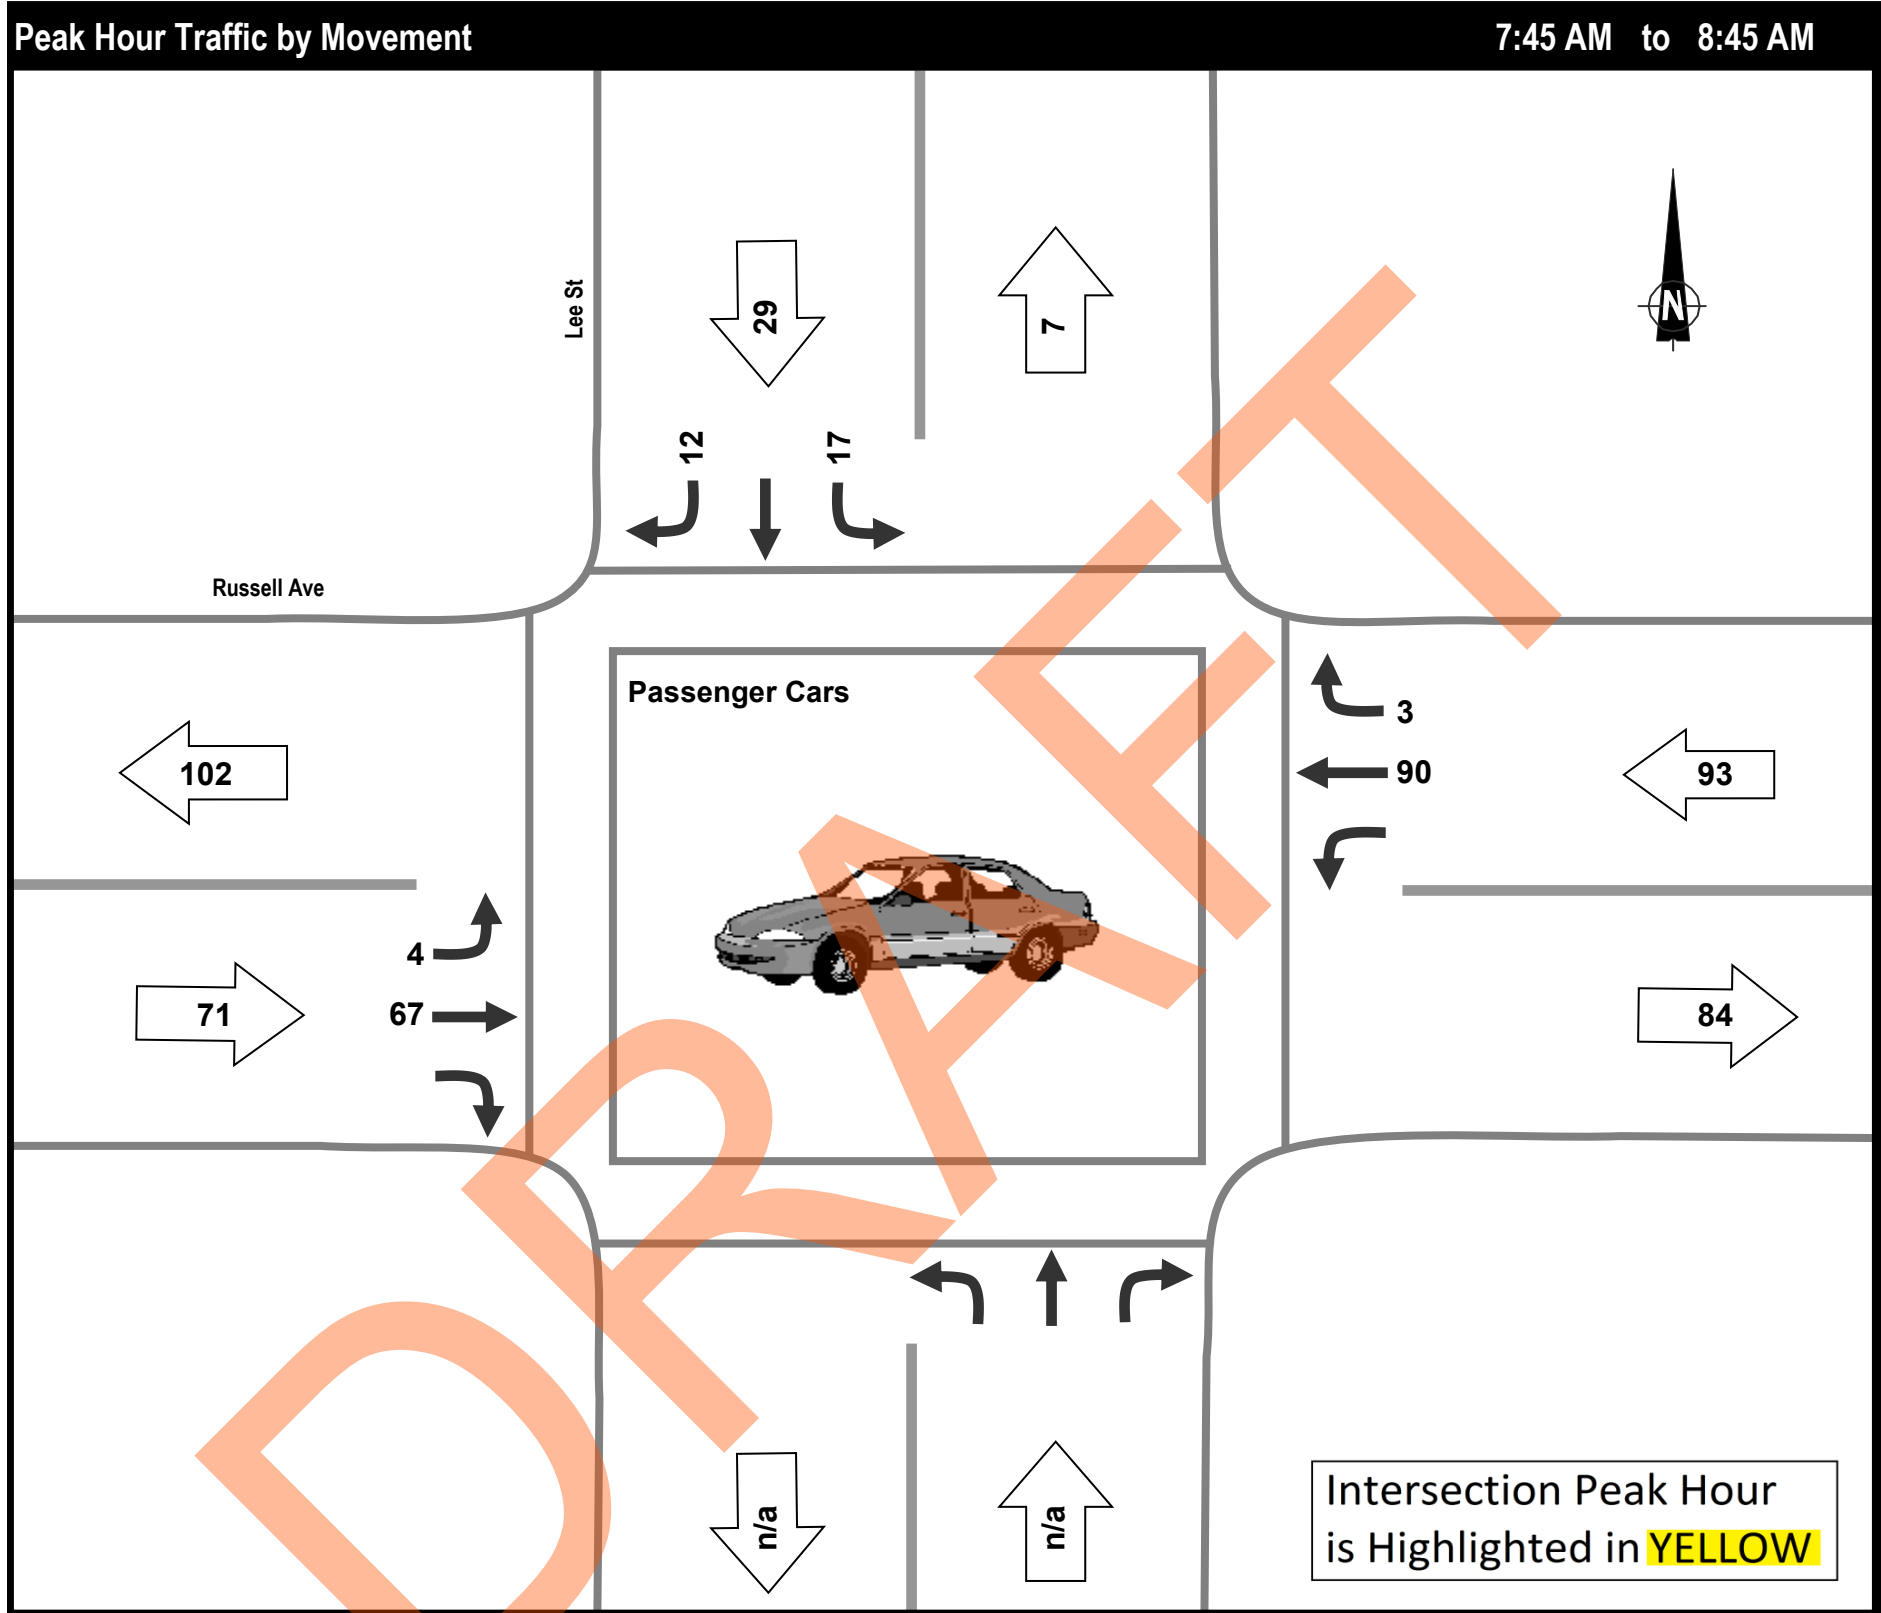 Peak Hour Traffic by Movement 7:45 AM to 8:45 AM
Lee St
29
7
12
17
N
Russell Ave
Passenger Cars
3
102
90
93
4
71
67
84
n/a
n/a
Intersection Peak Hour
is Highlighted in YELLOW
DRAFT